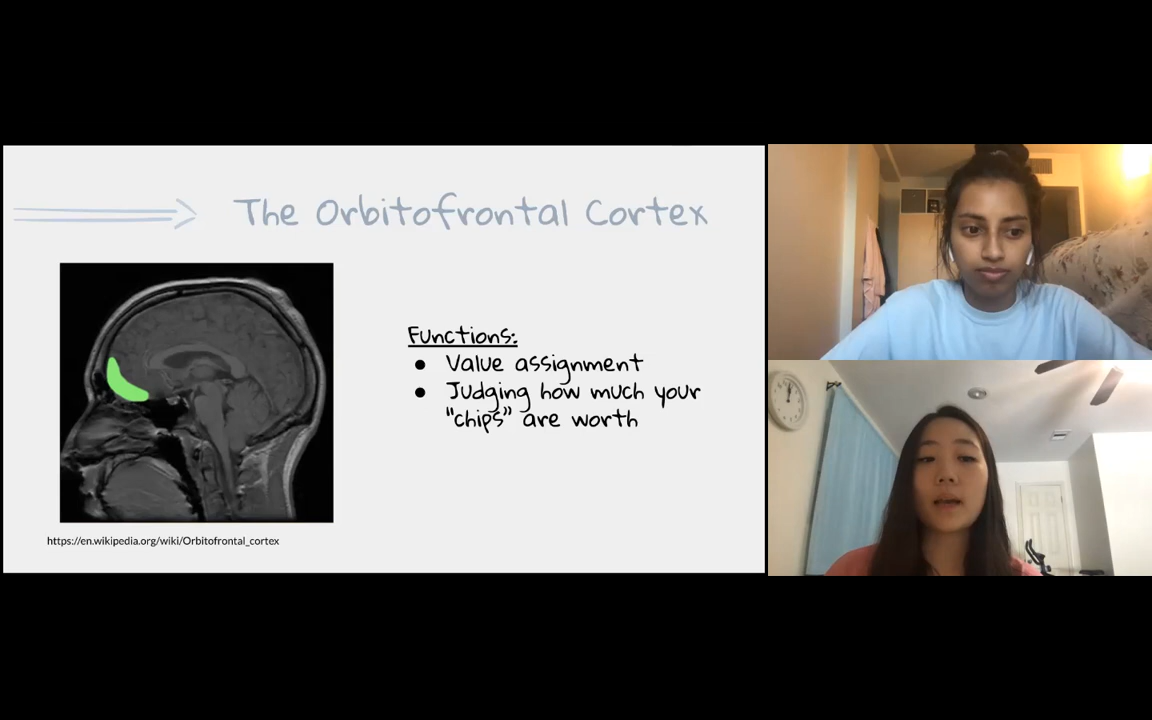 The Orbitofrontal Cortex
Functions:
● Value assignment
● Judging how much your
"chips" are worth
https://en.wikipedia.org/wiki/Orbitofrontal_cortex